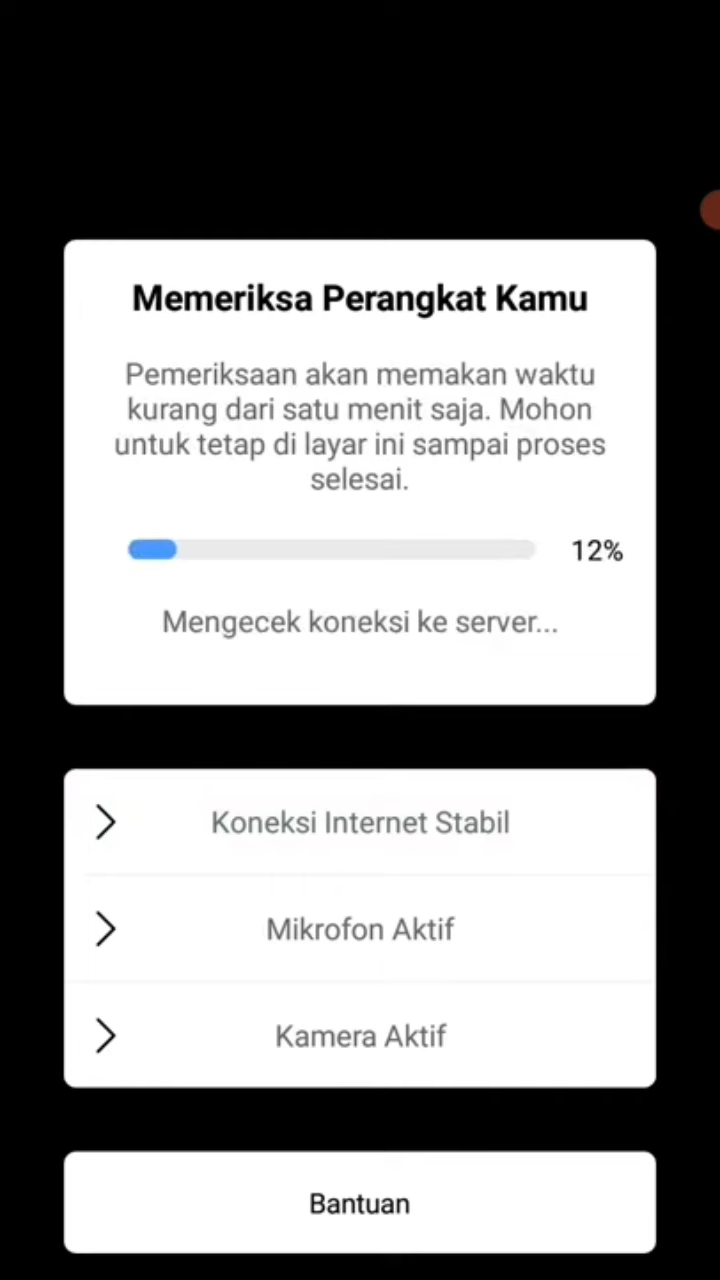 Memeriksa Perangkat Kamu
Pemeriksaan akan memakan waktu
kurang dari satu menit saja. Mohon
untuk tetap di layar ini sampai proses
selesai.
12%
Mengecek koneksi ke server...
Koneksi Internet Stabil
Mikrofon Aktif
Kamera Aktif
Bantuan